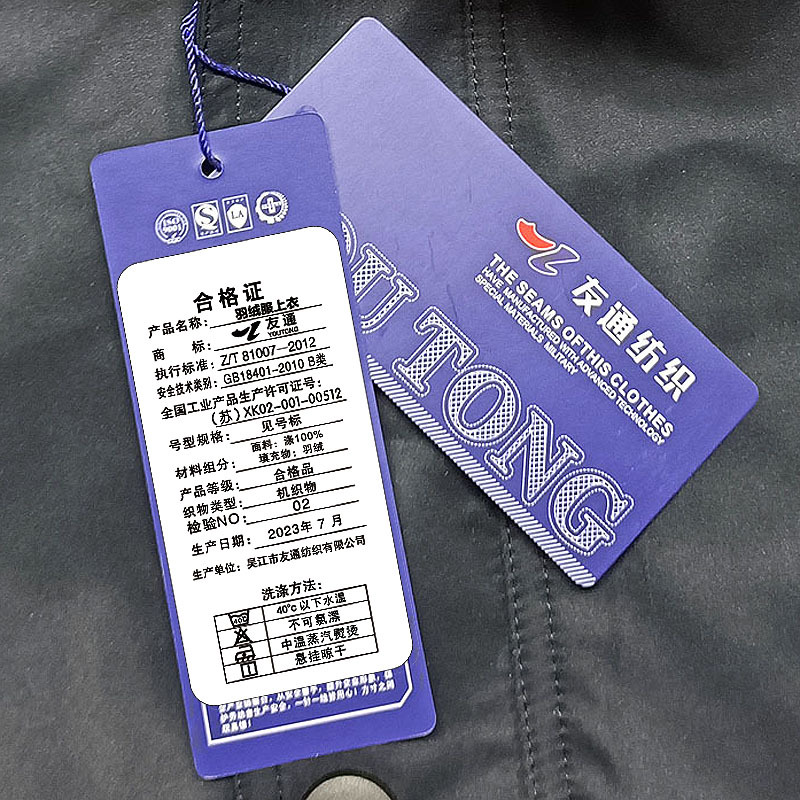 ISO
9001
QS
LA
合格证
产品名称： 羽绒服上衣
商 标： 友通
YOUTONG
执行标准： Z/T 81007-2012
安全技术类别： GB18401-2010 B类
全国工业产品生产许可证号：
(苏) XK02-001-00512
号型规格： 见号标
材料组分： 面料：涤100%
填充物：羽绒
产品等级： 合格品
织物类型： 机织物
检验NO： 02
生产日期： 2023年 7 月
生产单位： 吴江市友通纺织有限公司
洗涤方法：
40℃以下水温
不可氯漂
中温蒸汽熨烫
悬挂晾干
友通纺织
THE SEAMS OFTHIS CLOTHES
HAVE MANUFACTURED WITH ADVANCED TECHNOLOGY
SPECIAL MATERIALS MILITARY
OU TONG